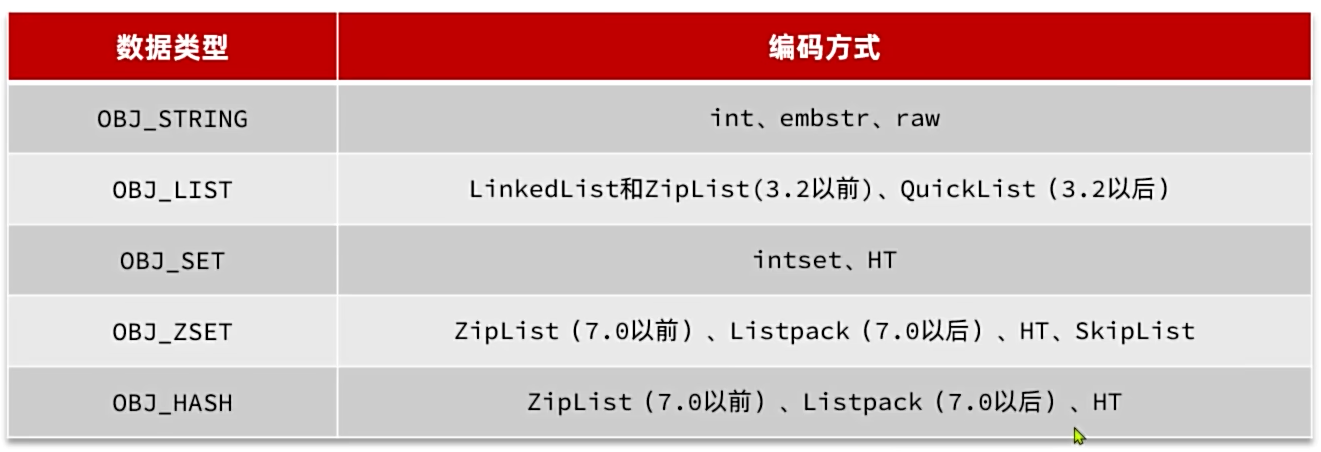 数据类型 编码方式
OBJ_STRING int、embstr、raw
OBJ_LIST LinkedList和ZipList(3.2以前)、QuickList（3.2以后）
OBJ_SET intset、HT
OBJ_ZSET ZipList（7.0以前）、Listpack（7.0以后）、HT、SkipList
OBJ_HASH ZipList（7.0以前）、Listpack（7.0以后）、HT